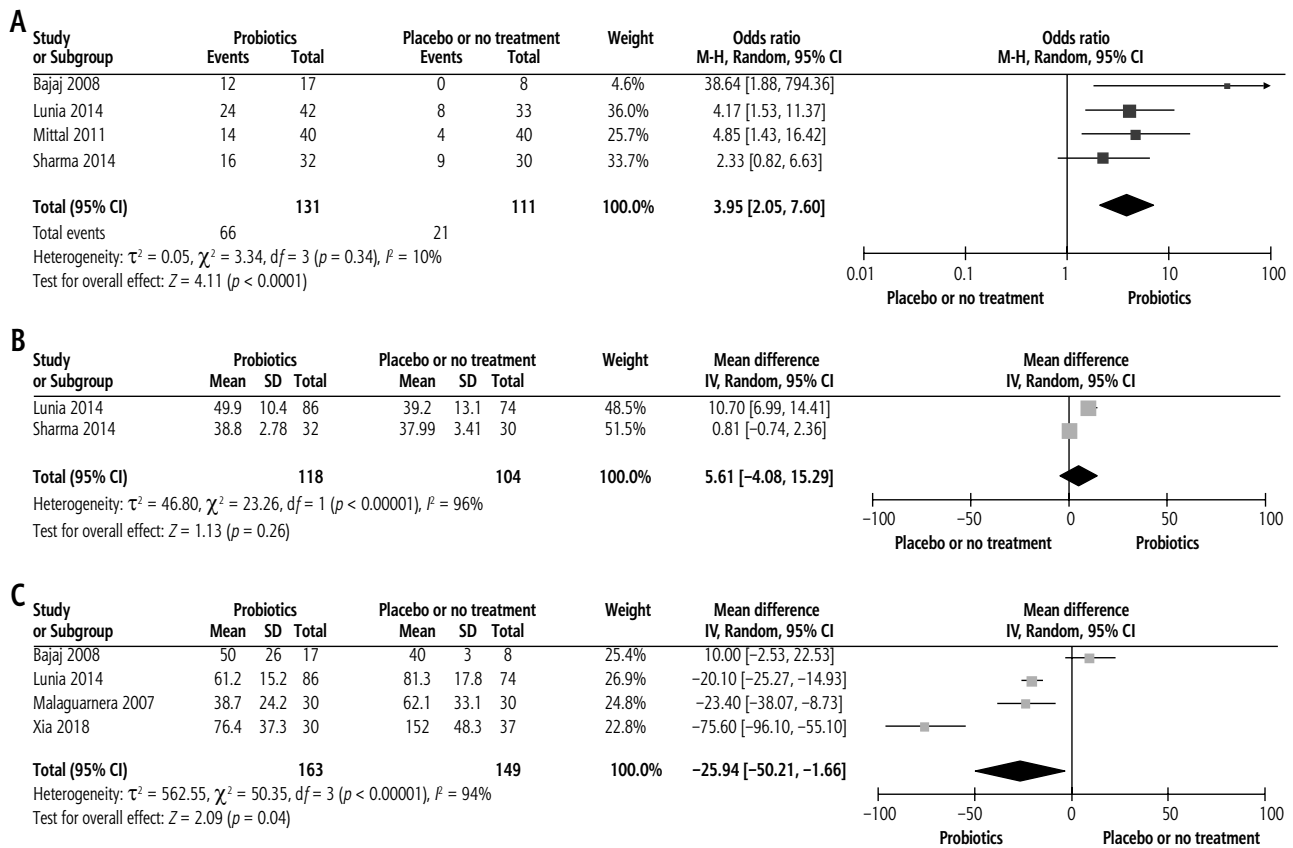 A
Study Probiotics Placebo or no treatment Weight Odds ratio Odds ratio
or Subgroup Events Total Events Total M-H, Random, 95% CI M-H, Random, 95% CI
Bajaj 2008 12 17 0 8 4.6% 38.64 [1.88, 794.36]
Lunia 2014 24 42 8 33 36.0% 4.17 [1.53, 11.37]
Mittal 2011 14 40 4 40 25.7% 4.85 [1.43, 16.42]
Sharma 2014 16 32 9 30 33.7% 2.33 [0.82, 6.63]
Total (95% CI) 131 111 100.0% 3.95 [2.05, 7.60]
Total events 66 21
Heterogeneity: τ² = 0.05, χ² = 3.34, df = 3 (p = 0.34), I² = 10%
Test for overall effect: Z = 4.11 (p < 0.0001)
0.01 0.1 1 10 100
Placebo or no treatment Probiotics
B
Study Probiotics Placebo or no treatment Weight Mean difference Mean difference
or Subgroup Mean SD Total Mean SD Total IV, Random, 95% CI IV, Random, 95% CI
Lunia 2014 49.9 10.4 86 39.2 13.1 74 48.5% 10.70 [6.99, 14.41]
Sharma 2014 38.8 2.78 32 37.99 3.41 30 51.5% 0.81 [−0.74, 2.36]
Total (95% CI) 118 104 100.0% 5.61 [−4.08, 15.29]
Heterogeneity: τ² = 46.80, χ² = 23.26, df = 1 (p < 0.00001), I² = 96%
Test for overall effect: Z = 1.13 (p = 0.26)
−100 −50 0 50 100
Placebo or no treatment Probiotics
C
Study Probiotics Placebo or no treatment Weight Mean difference Mean difference
or Subgroup Mean SD Total Mean SD Total IV, Random, 95% CI IV, Random, 95% CI
Bajaj 2008 50 26 17 40 3 8 25.4% 10.00 [−2.53, 22.53]
Lunia 2014 61.2 15.2 86 81.3 17.8 74 26.9% −20.10 [−25.27, −14.93]
Malaguarnera 2007 38.7 24.2 30 62.1 33.1 30 24.8% −23.40 [−38.07, −8.73]
Xia 2018 76.4 37.3 30 152 48.3 37 22.8% −75.60 [−96.10, −55.10]
Total (95% CI) 163 149 100.0% −25.94 [−50.21, −1.66]
Heterogeneity: τ² = 562.55, χ² = 50.35, df = 3 (p < 0.00001), I² = 94%
Test for overall effect: Z = 2.09 (p = 0.04)
−100 −50 0 50 100
Probiotics Placebo or no treatment